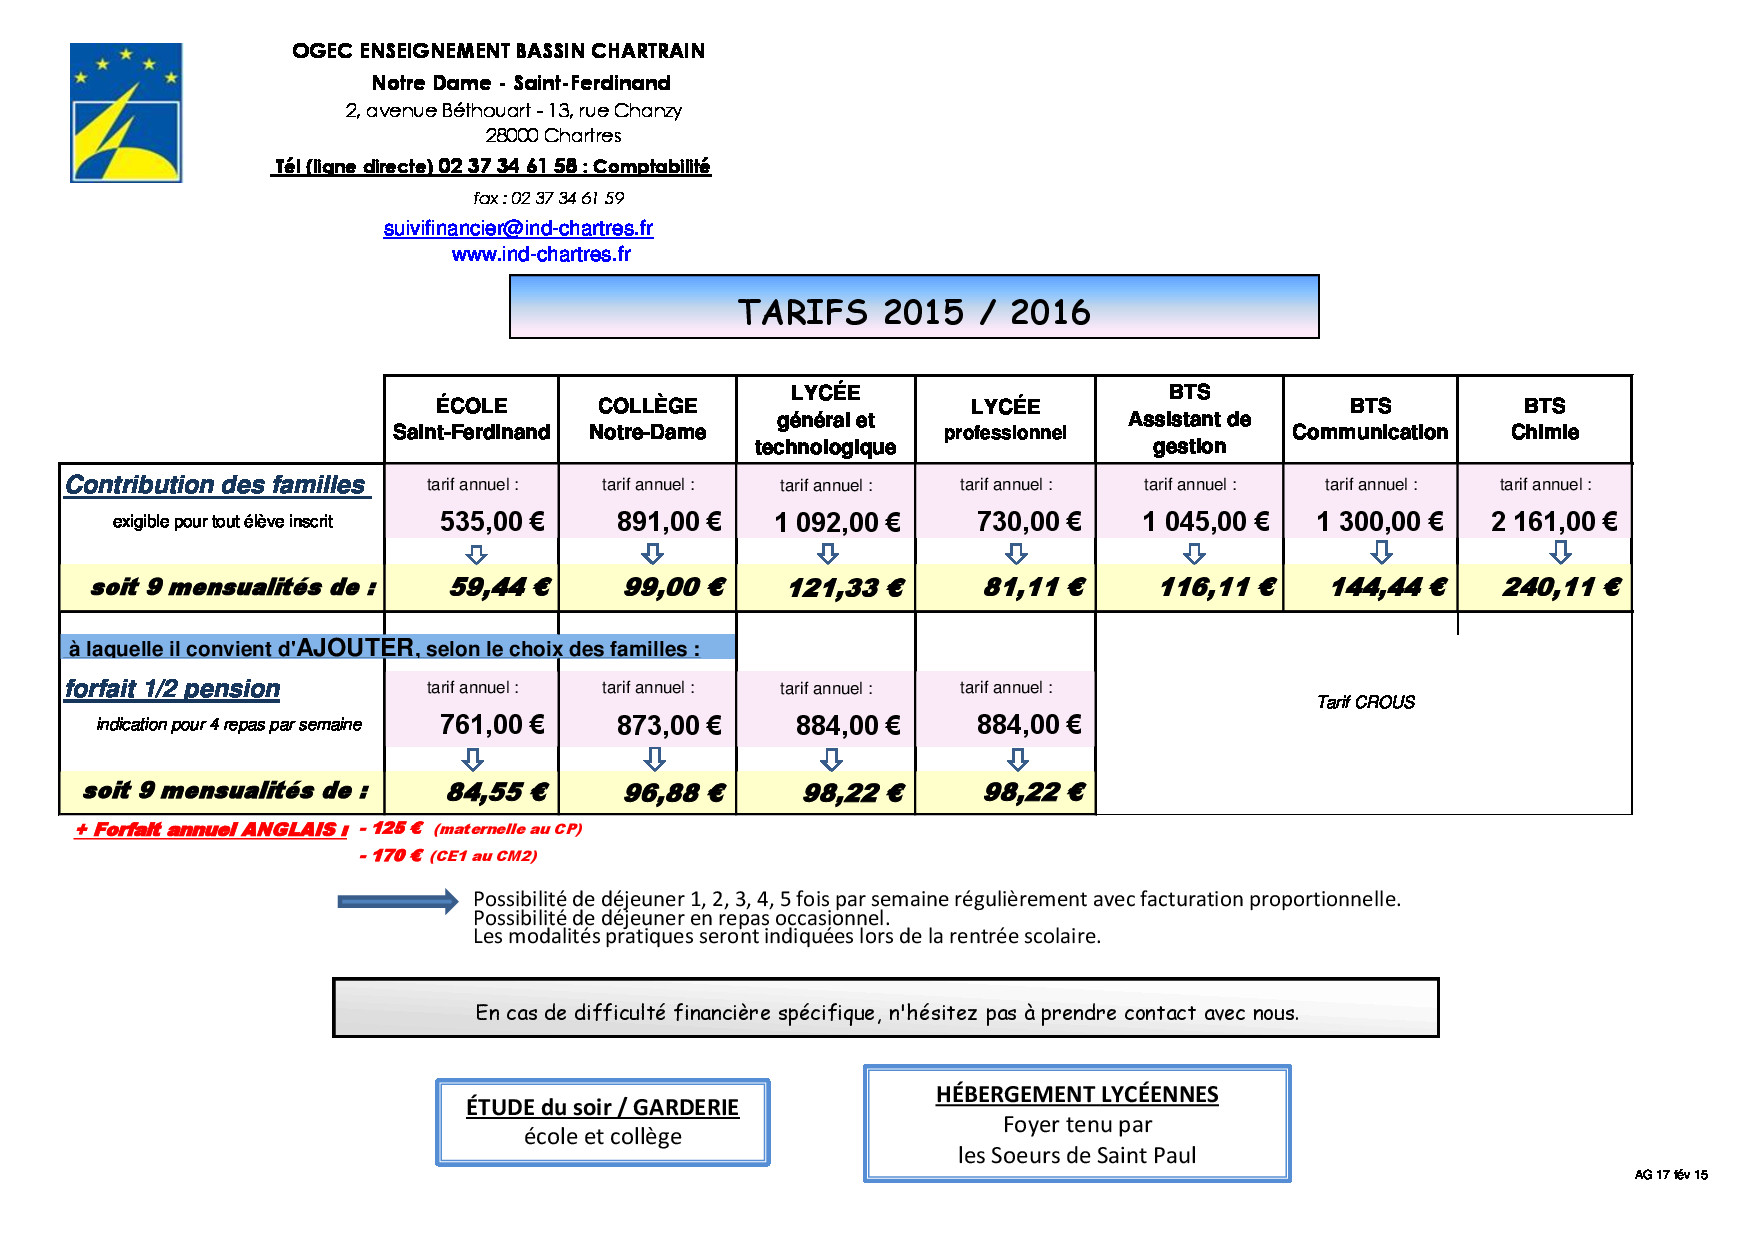 OGEC ENSEIGNEMENT BASSIN CHARTRAIN
Notre Dame - Saint-Ferdinand
2, avenue Béthouart - 13, rue Chanzy
28000 Chartres
Tél (ligne directe) 02 37 34 61 58 : Comptabilité
fax : 02 37 34 61 59
suivifinancier@ind-chartres.fr
www.ind-chartres.fr
TARIFS 2015 / 2016
ÉCOLE Saint-Ferdinand COLLÈGE Notre-Dame LYCÉE général et technologique LYCÉE professionnel BTS Assistant de gestion BTS Communication BTS Chimie
Contribution des familles tarif annuel : tarif annuel : tarif annuel : tarif annuel : tarif annuel : tarif annuel : tarif annuel :
exigible pour tout élève inscrit 535,00 € 891,00 € 1 092,00 € 730,00 € 1 045,00 € 1 300,00 € 2 161,00 €
soit 9 mensualités de : 59,44 € 99,00 € 121,33 € 81,11 € 116,11 € 144,44 € 240,11 €
à laquelle il convient d'AJOUTER, selon le choix des familles :
forfait 1/2 pension tarif annuel : tarif annuel : tarif annuel : tarif annuel :
Tarif CROUS
indication pour 4 repas par semaine 761,00 € 873,00 € 884,00 € 884,00 €
soit 9 mensualités de : 84,55 € 96,88 € 98,22 € 98,22 €
+ Forfait annuel ANGLAIS : - 125 € (maternelle au CP)
- 170 € (CE1 au CM2)
Possibilité de déjeuner 1, 2, 3, 4, 5 fois par semaine régulièrement avec facturation proportionnelle.
Possibilité de déjeuner en repas occasionnel.
Les modalités pratiques seront indiquées lors de la rentrée scolaire.
En cas de difficulté financière spécifique, n'hésitez pas à prendre contact avec nous.
ÉTUDE du soir / GARDERIE
école et collège
HÉBERGEMENT LYCÉENNES
Foyer tenu par
les Soeurs de Saint Paul
AG 17 fév 15